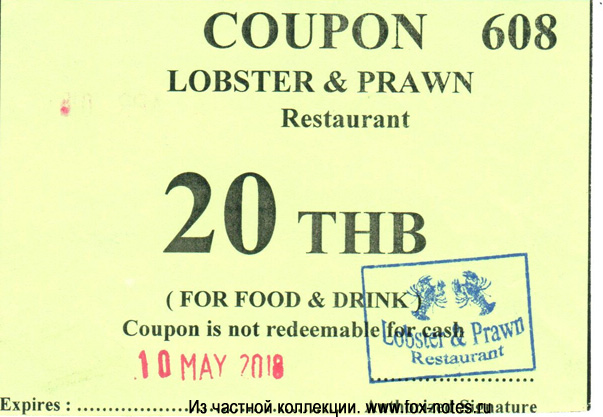 COUPON 608
LOBSTER & PRAWN
Restaurant
20 THB
( FOR FOOD & DRINK )
Coupon is not redeemable for cash
Lobster & Prawn
Restaurant
10 MAY 2018
Expires : Authorized Signature
Из частной коллекции. www.fox-notes.ru